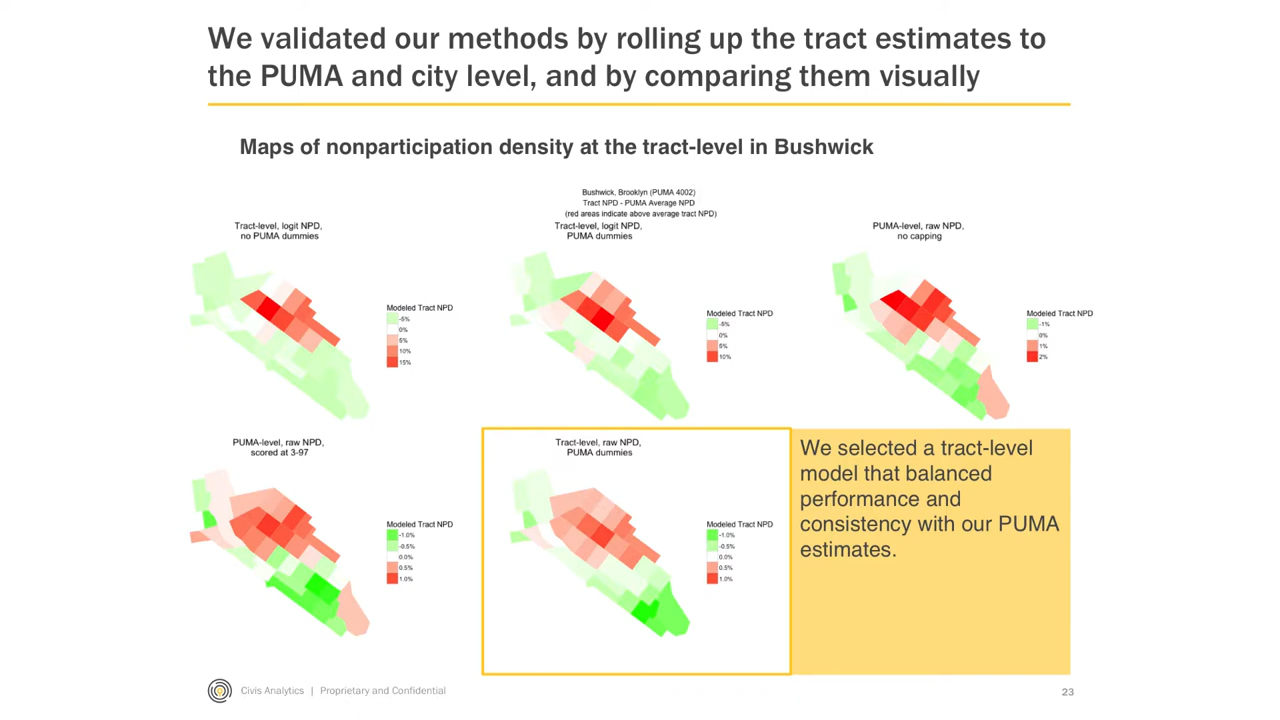 We validated our methods by rolling up the tract estimates to
the PUMA and city level, and by comparing them visually
Maps of nonparticipation density at the tract-level in Bushwick
Bushwick, Brooklyn (PUMA 4002)
Tract NPD - PUMA Average NPD
(red areas indicate above average tract NPD)
Tract-level, logit NPD,
no PUMA dummies
Modeled Tract NPD
-5%
0%
5%
10%
15%
Tract-level, logit NPD,
PUMA dummies
Modeled Tract NPD
-5%
0%
5%
10%
PUMA-level, raw NPD,
no capping
Modeled Tract NPD
-1%
0%
1%
2%
PUMA-level, raw NPD,
scored at 3-97
Modeled Tract NPD
-1.0%
-0.5%
0.0%
0.5%
1.0%
Tract-level, raw NPD,
PUMA dummies
Modeled Tract NPD
-1.0%
-0.5%
0.0%
0.5%
1.0%
We selected a tract-level
model that balanced
performance and
consistency with our PUMA
estimates.
Civis Analytics | Proprietary and Confidential
23